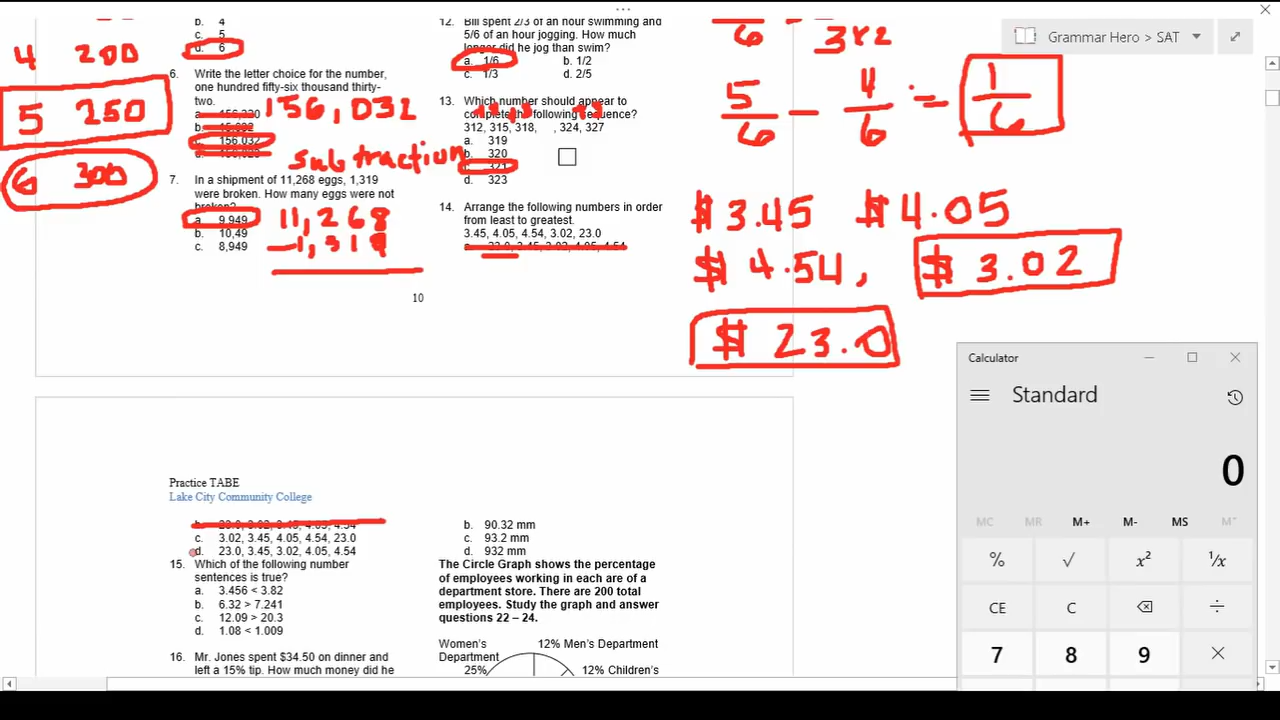 b. 4
c. 5
d. 6
6. Write the letter choice for the number,
one hundred fifty-six thousand thirty-
two.
c. 156,032
7. In a shipment of 11,268 eggs, 1,319
were broken. How many eggs were not
broken?
a. 9,949
b. 10,49
c. 8,949
4 200
5 250
6 300
156,032
subtraction
11,268
-1,319
10
12. Bill spent 2/3 of an hour swimming and
5/6 of an hour jogging. How much
longer did he jog than swim?
a. 1/6 b. 1/2
c. 1/3 d. 2/5
13. Which number should appear to
complete the following sequence?
312, 315, 318, , 324, 327
a. 319
b. 320
c. 321
d. 323
14. Arrange the following numbers in order
from least to greatest.
3.45, 4.05, 4.54, 3.02, 23.0
6 3x2
5/6 - 4/6 = 1/6
$3.45 $4.05
$4.54, $3.02
$23.0
Grammar Hero > SAT
Practice TABE
Lake City Community College
b. 23.0, 3.02, 3.45, 4.05, 4.54
c. 3.02, 3.45, 4.05, 4.54, 23.0
d. 23.0, 3.45, 3.02, 4.05, 4.54
15. Which of the following number
sentences is true?
a. 3.456 < 3.82
b. 6.32 > 7.241
c. 12.09 > 20.3
d. 1.08 < 1.009
16. Mr. Jones spent $34.50 on dinner and
left a 15% tip. How much money did he
b. 90.32 mm
c. 93.2 mm
d. 932 mm
The Circle Graph shows the percentage
of employees working in each are of a
department store. There are 200 total
employees. Study the graph and answer
questions 22 – 24.
Women's 12% Men's Department
Department
25% 12% Children's
Calculator
Standard
0
MC MR M+ M- MS M˅
% √ x² ¹/x
CE C ÷
7 8 9 ×